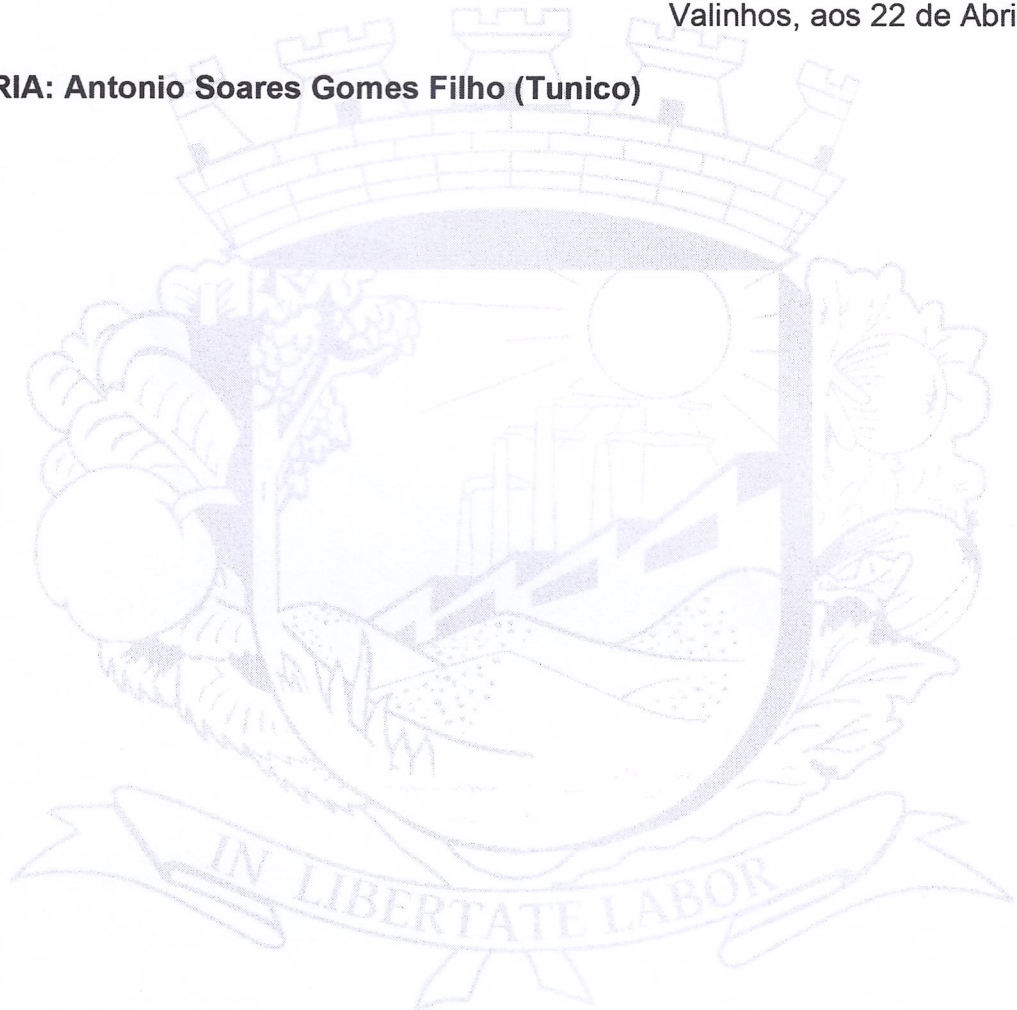 Valinhos, aos 22 de Abri
RIA: Antonio Soares Gomes Filho (Tunico)
IN LIBERTATE LABOR